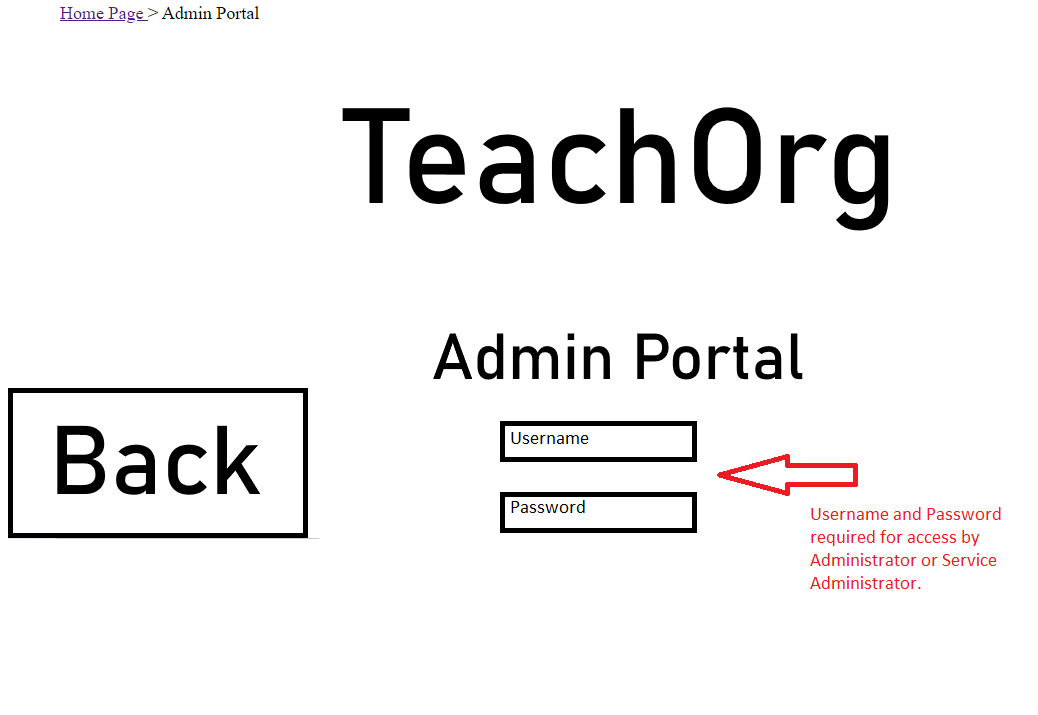 Home Page > Admin Portal
TeachOrg
Admin Portal
Back
Username
Password
Username and Password
required for access by
Administrator or Service
Administrator.